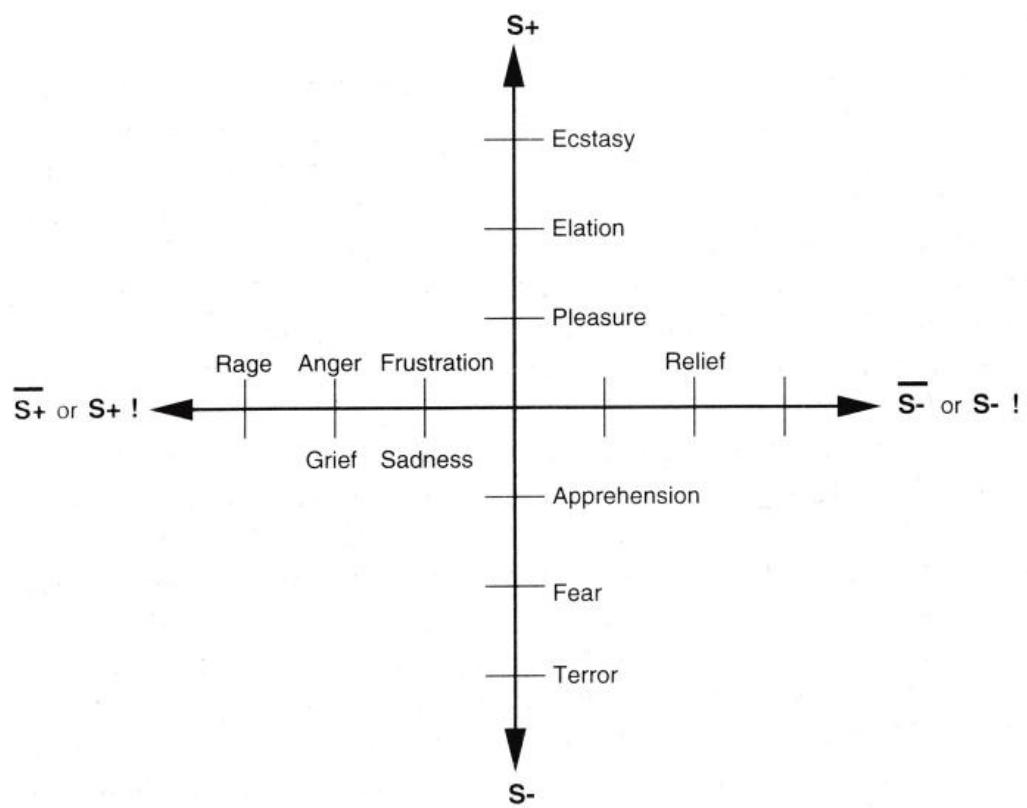 S+
Ecstasy
Elation
Pleasure
Rage Anger Frustration Relief
S̅+̅ or S+ ! S̅-̅ or S- !
Grief Sadness
Apprehension
Fear
Terror
S-